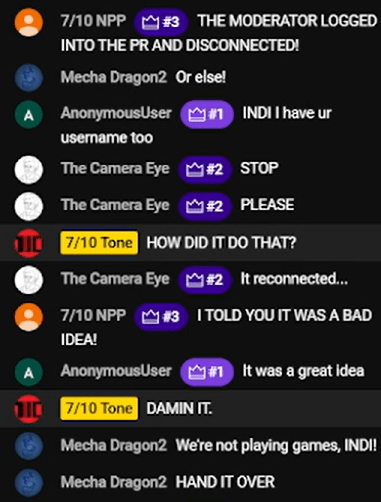 7/10 NPP #3 THE MODERATOR LOGGED
INTO THE PR AND DISCONNECTED!
Mecha Dragon2 Or else!
A AnonymousUser #1 INDI I have ur
username too
The Camera Eye #2 STOP
The Camera Eye #2 PLEASE
7/10 Tone HOW DID IT DO THAT?
The Camera Eye #2 It reconnected...
7/10 NPP #3 I TOLD YOU IT WAS A BAD
IDEA!
A AnonymousUser #1 It was a great idea
7/10 Tone DAMIN IT.
Mecha Dragon2 We're not playing games, INDI!
Mecha Dragon2 HAND IT OVER